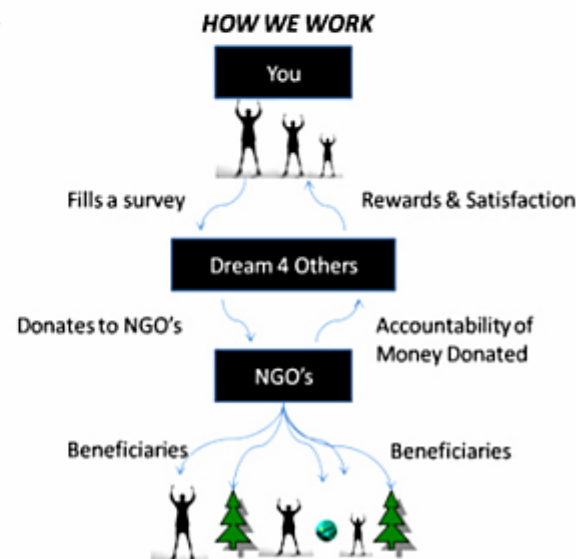 HOW WE WORK
You
Fills a survey
Rewards & Satisfaction
Dream 4 Others
Donates to NGO's
Accountability of
Money Donated
NGO's
Beneficiaries
Beneficiaries